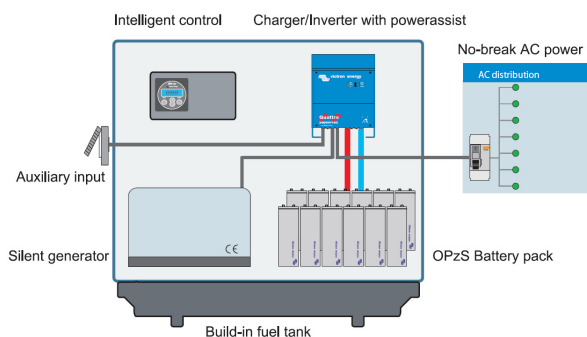 Intelligent control
Charger/Inverter with powerassist
No-break AC power
AC distribution
victron energy
Quattro
Auxiliary input
Silent generator
CE
OPzS Battery pack
Build-in fuel tank